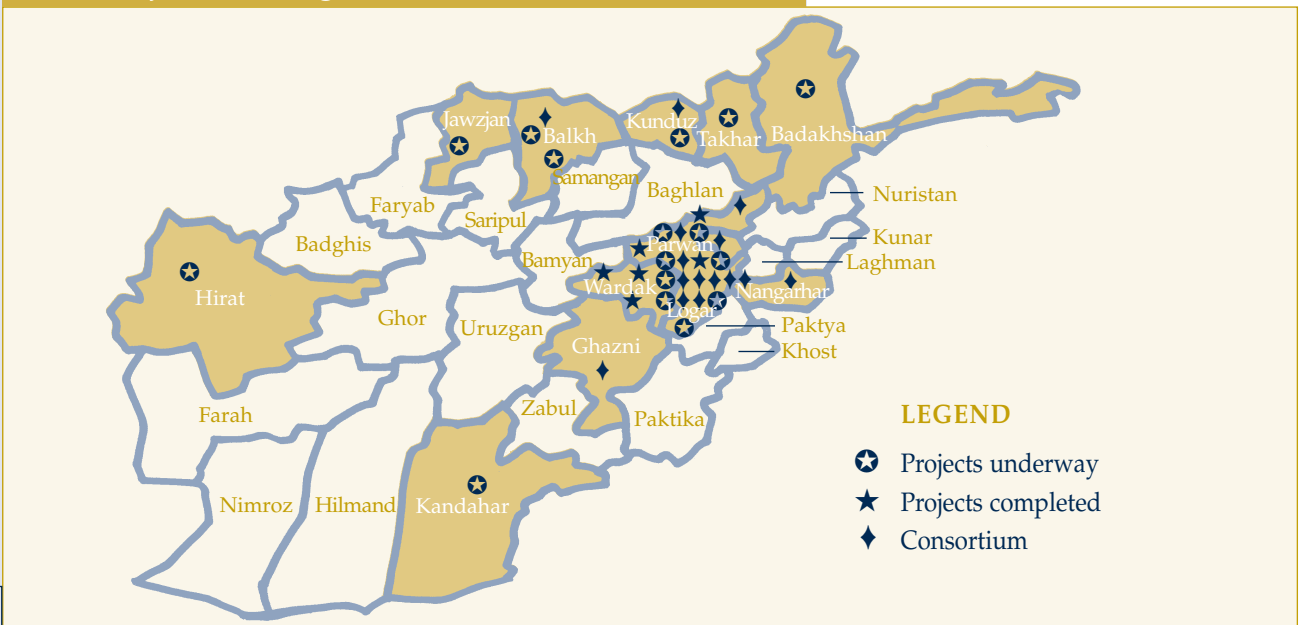 Jawzjan
Balkh
Kunduz
Takhar
Badakhshan
Samangan
Baghlan
Nuristan
Faryab
Saripul
Badghis
Parwan
Kunar
Bamyan
Laghman
Wardak
Nangarhar
Hirat
Ghor
Uruzgan
Logar
Paktya
Ghazni
Khost
Farah
Zabul
Paktika
Nimroz
Hilmand
Kandahar
LEGEND
Projects underway
Projects completed
Consortium